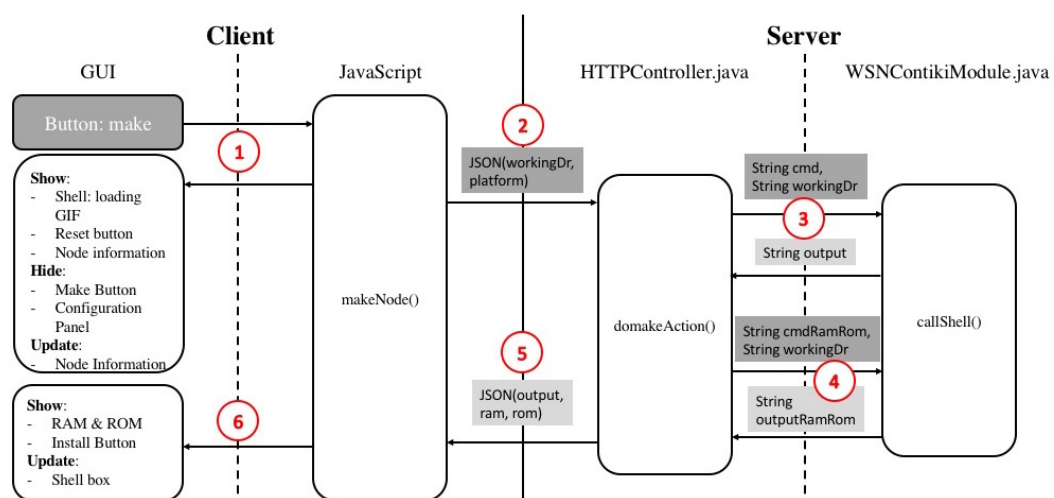 Client
Server
GUI
JavaScript
HTTPController.java
WSNContikiModule.java
Button: make
1
Show:
- Shell: loading
GIF
- Reset button
- Node information
Hide:
- Make Button
- Configuration
Panel
Update:
- Node Information
Show:
- RAM & ROM
- Install Button
Update:
- Shell box
6
makeNode()
2
JSON(workingDr,
platform)
5
JSON(output,
ram, rom)
domakeAction()
String cmd,
String workingDr
3
String output
String cmdRamRom,
String workingDr
4
String
outputRamRom
callShell()